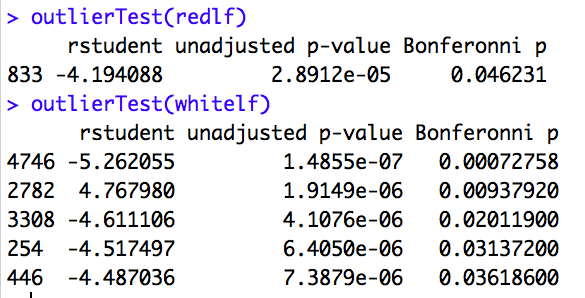 > outlierTest(redlf)
rstudent unadjusted p-value Bonferonni p
833 -4.194088 2.8912e-05 0.046231
> outlierTest(whitelf)
rstudent unadjusted p-value Bonferonni p
4746 -5.262055 1.4855e-07 0.00072758
2782 4.767980 1.9149e-06 0.00937920
3308 -4.611106 4.1076e-06 0.02011900
254 -4.517497 6.4050e-06 0.03137200
446 -4.487036 7.3879e-06 0.03618600